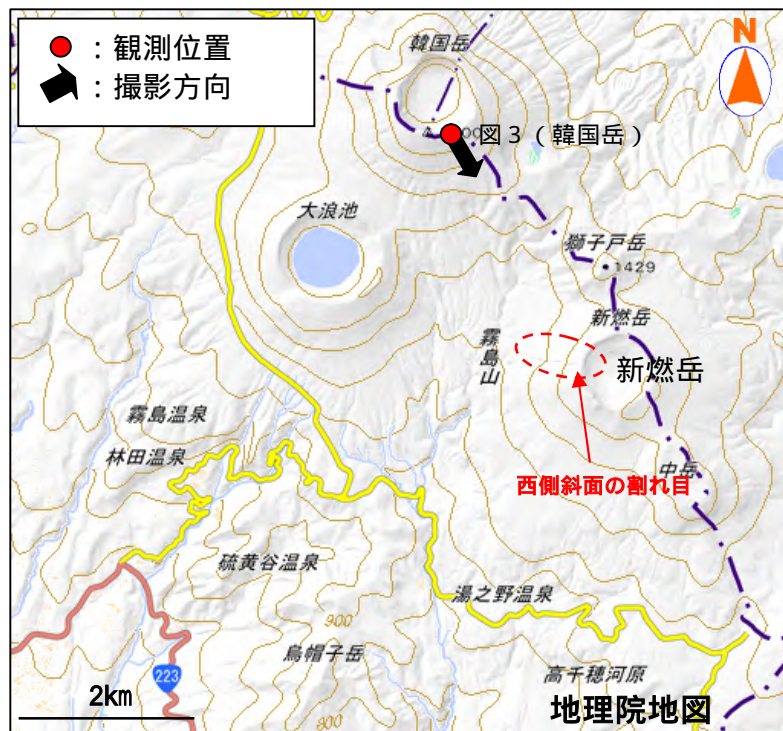 ：観測位置
：撮影方向
N
韓国岳
図３（韓国岳）
大浪池
獅子戸岳
1429
新燃岳
霧島山
新燃岳
霧島温泉
林田温泉
中岳
西側斜面の割れ目
硫黄谷温泉
湯之野温泉
900
烏帽子岳
223
高千穂河原
2km
地理院地図
800